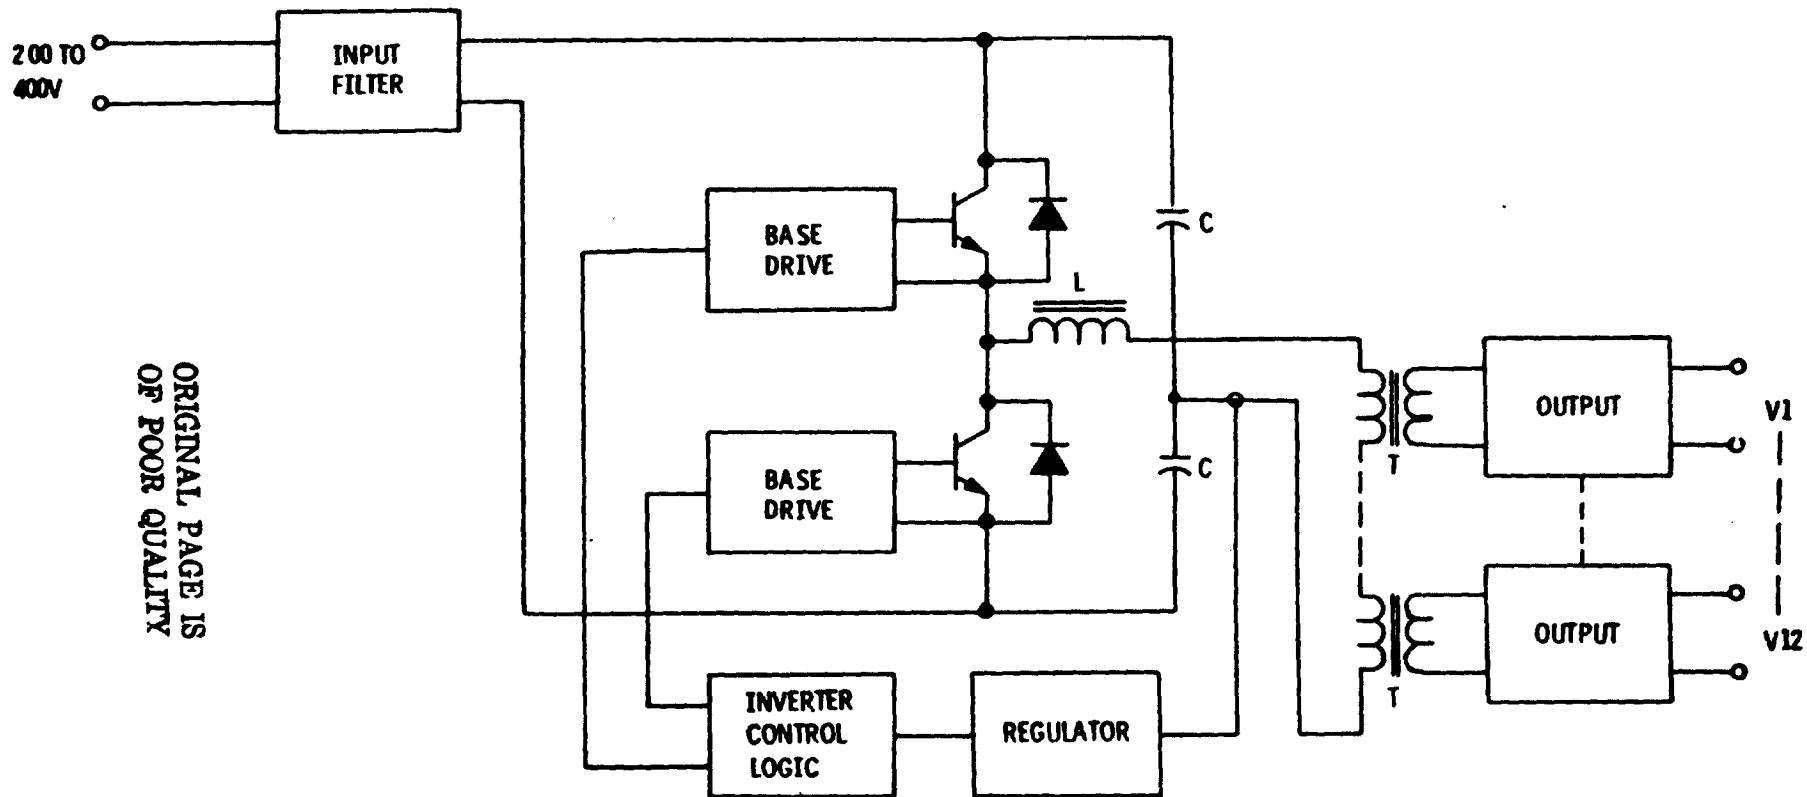 200 TO
400V
INPUT
FILTER
BASE
DRIVE
C
L
BASE
DRIVE
C
T
OUTPUT
V1
T
OUTPUT
V12
INVERTER
CONTROL
LOGIC
REGULATOR
ORIGINAL PAGE IS
OF POOR QUALITY